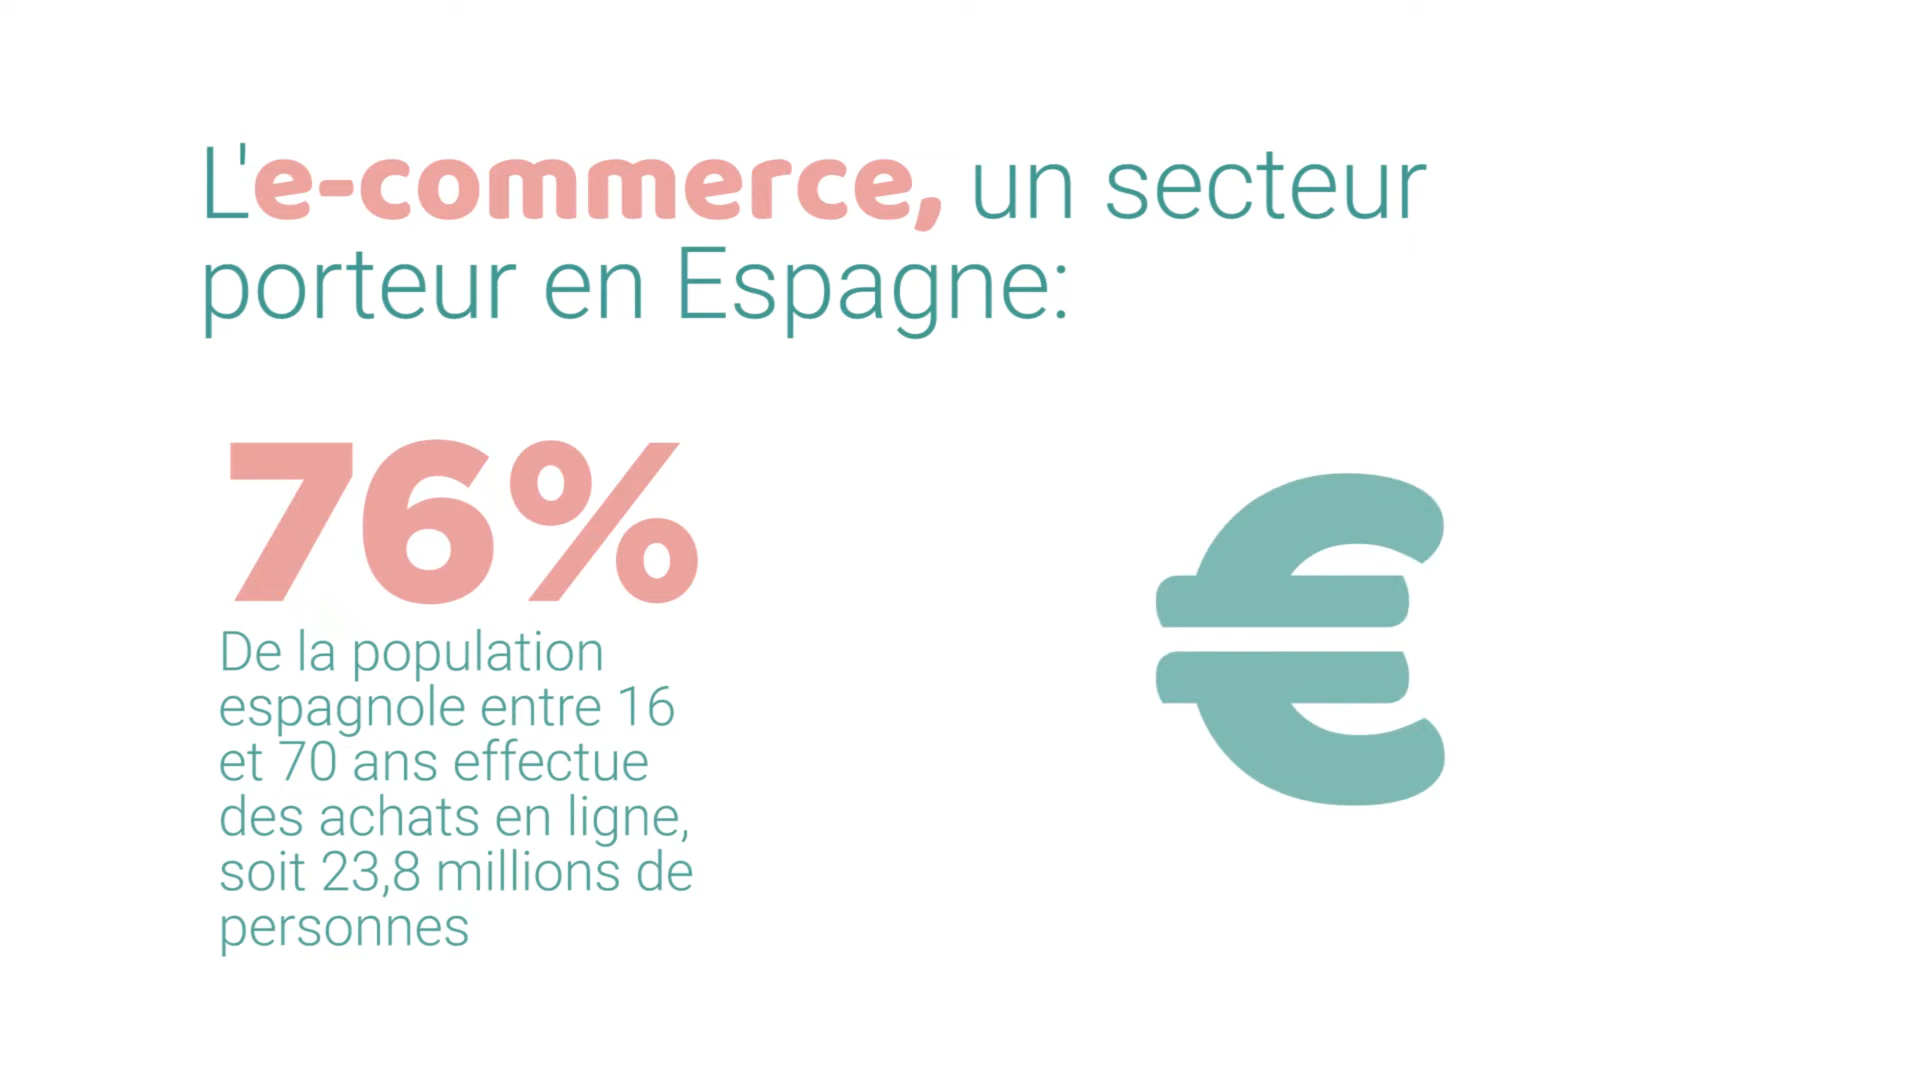 L'e-commerce, un secteur
porteur en Espagne:
76%
De la population
espagnole entre 16
et 70 ans effectue
des achats en ligne,
soit 23,8 millions de
personnes
€